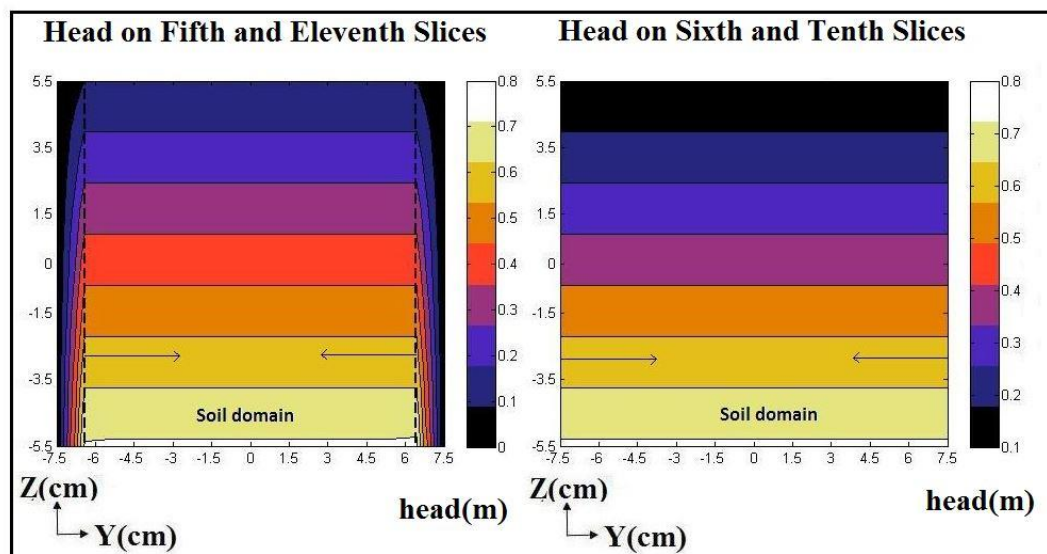 Head on Fifth and Eleventh Slices
Head on Sixth and Tenth Slices
5.5
3.5
1.5
0
-1.5
-3.5
-5.5
-7.5 -6 -4.5 -3 -1.5 0 1.5 3 4.5 6 7.5
Soil domain
0.8
0.7
0.6
0.5
0.4
0.3
0.2
0.1
0
Z(cm)
Y(cm)
head(m)
5.5
3.5
1.5
0
-1.5
-3.5
-5.5
-7.5 -6 -4.5 -3 -1.5 0 1.5 3 4.5 6 7.5
Soil domain
0.8
0.7
0.6
0.5
0.4
0.3
0.2
0.1
Z(cm)
Y(cm)
head(m)